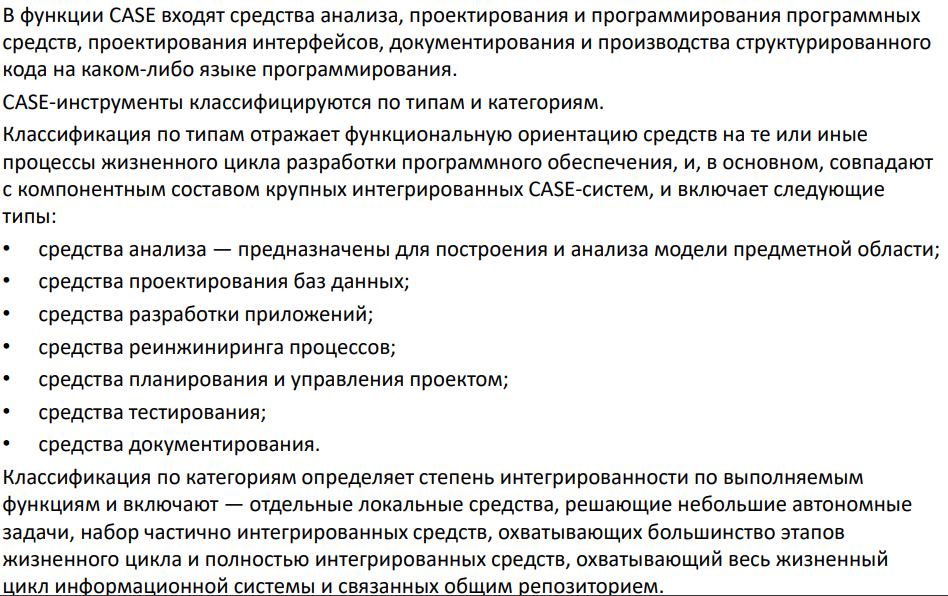 В функции CASE входят средства анализа, проектирования и программирования программных
средств, проектирования интерфейсов, документирования и производства структурированного
кода на каком-либо языке программирования.
CASE-инструменты классифицируются по типам и категориям.
Классификация по типам отражает функциональную ориентацию средств на те или иные
процессы жизненного цикла разработки программного обеспечения, и, в основном, совпадают
с компонентным составом крупных интегрированных CASE-систем, и включает следующие
типы:
• средства анализа — предназначены для построения и анализа модели предметной области;
• средства проектирования баз данных;
• средства разработки приложений;
• средства реинжиниринга процессов;
• средства планирования и управления проектом;
• средства тестирования;
• средства документирования.
Классификация по категориям определяет степень интегрированности по выполняемым
функциям и включают — отдельные локальные средства, решающие небольшие автономные
задачи, набор частично интегрированных средств, охватывающих большинство этапов
жизненного цикла и полностью интегрированных средств, охватывающий весь жизненный
цикл информационной системы и связанных общим репозиторием.